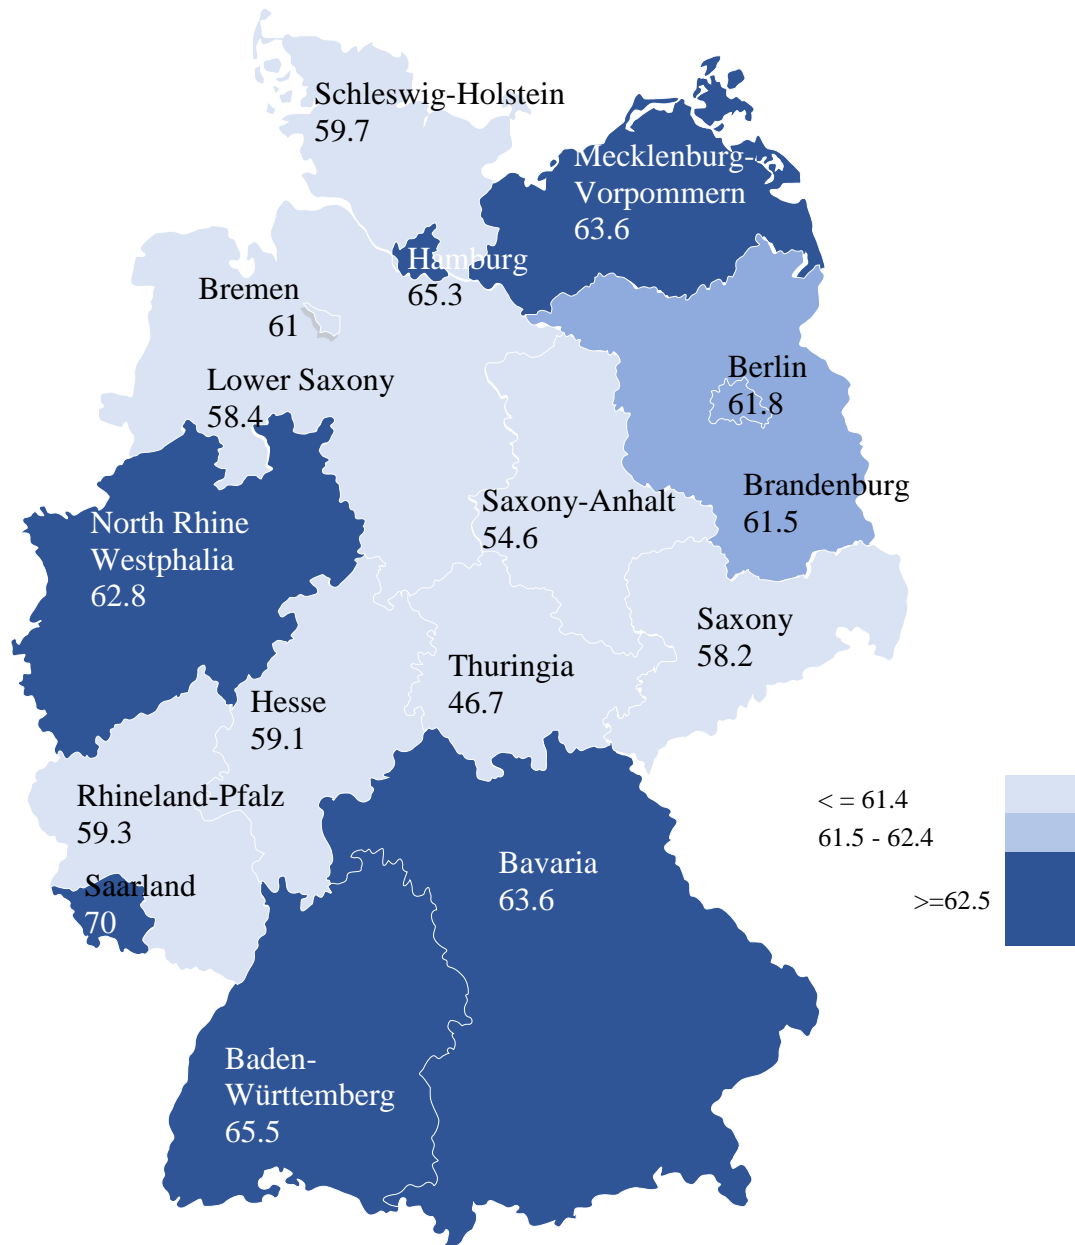 Schleswig-Holstein
59.7
Mecklenburg-
Vorpommern
63.6
Hamburg
65.3
Bremen
61
Berlin
61.8
Lower Saxony
58.4
Brandenburg
61.5
Saxony-Anhalt
54.6
North Rhine
Westphalia
62.8
Saxony
58.2
Thuringia
46.7
Hesse
59.1
Rhineland-Pfalz
59.3
< = 61.4
61.5 - 62.4
>=62.5
Bavaria
63.6
Saarland
70
Baden-
Württemberg
65.5